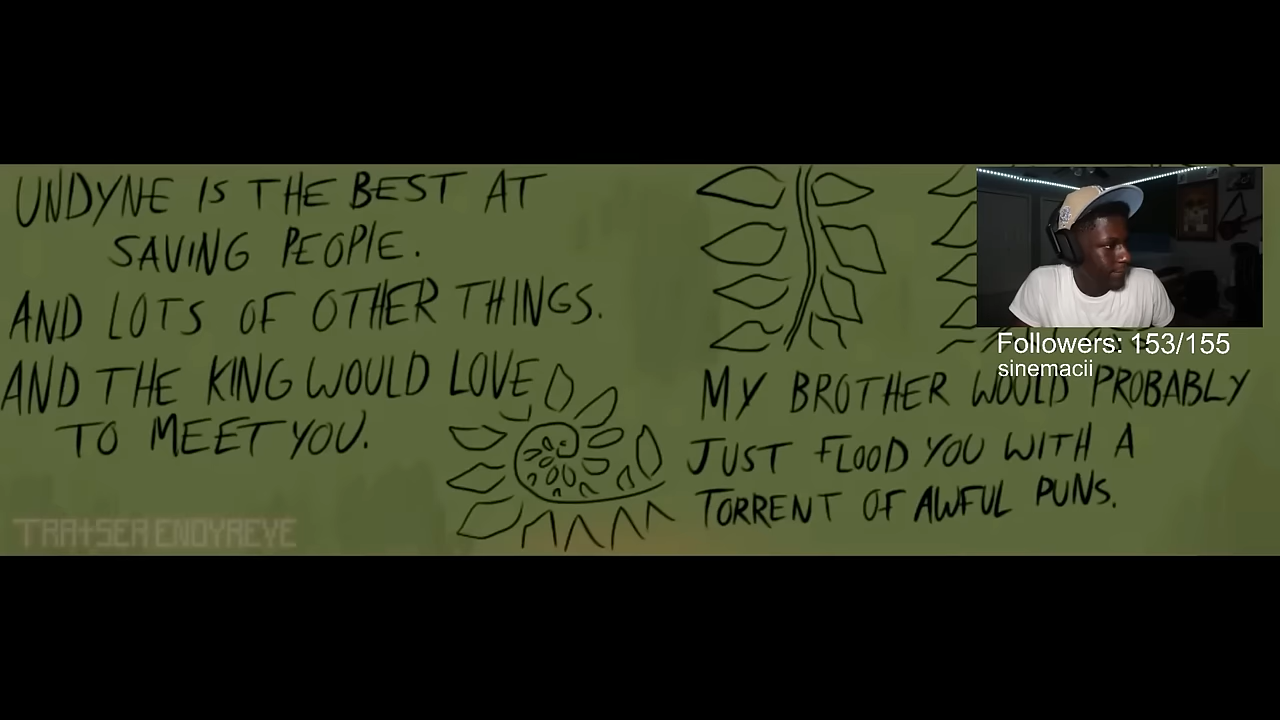 UNDYNE IS THE BEST AT
SAVING PEOPLE.
AND LOTS OF OTHER THINGS.
AND THE KING WOULD LOVE
TO MEET YOU.
MY BROTHER WOULD PROBABLY
JUST FLOOD YOU WITH A
TORRENT OF AWFUL PUNS.
Followers: 153/155
sinemacii